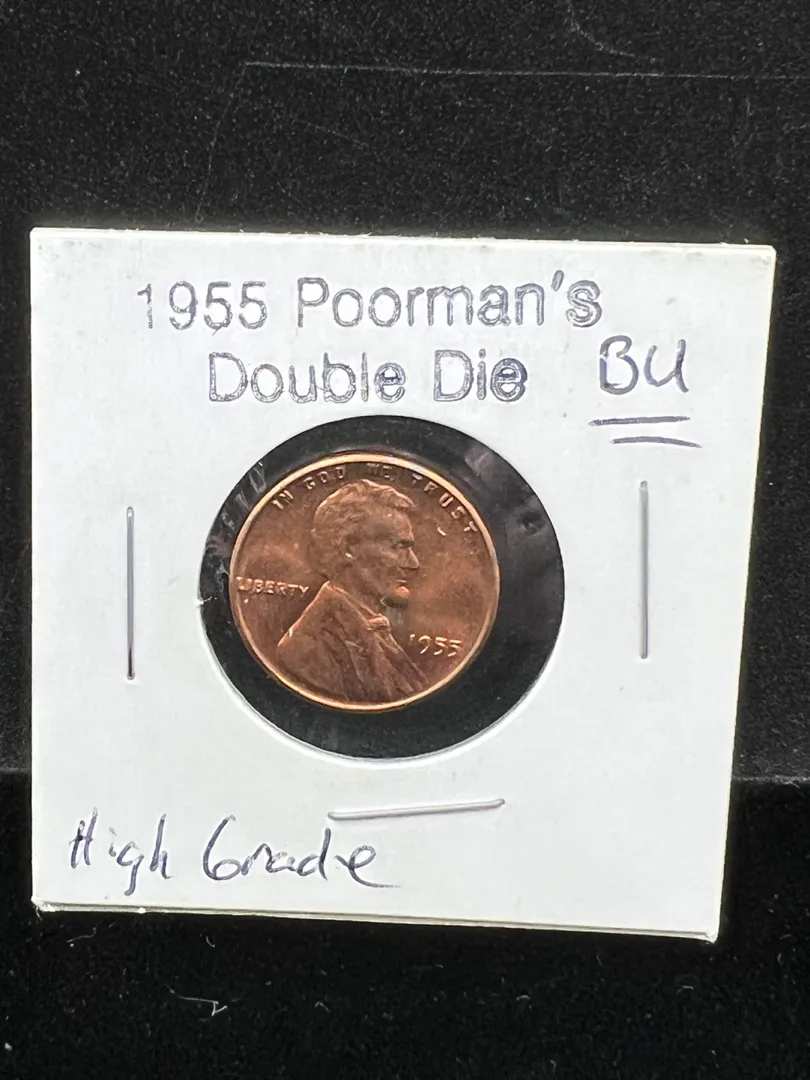 1955 Poorman's
Double Die BU
IN GOD WE TRUST
LIBERTY
1955
High Grade